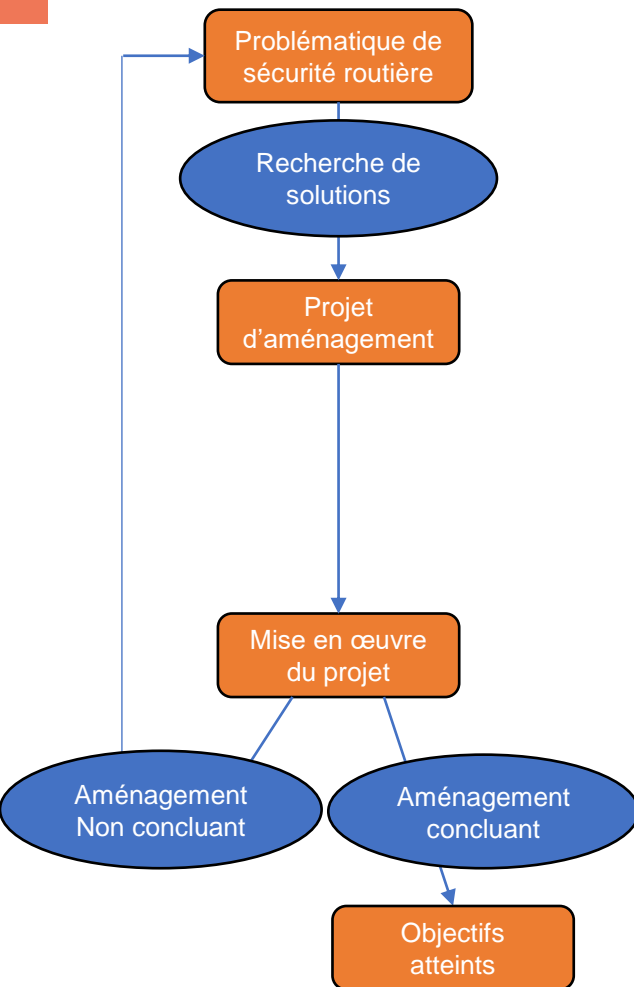 Problématique de
sécurité routière
Recherche de
solutions
Projet
d’aménagement
Mise en œuvre
du projet
Aménagement
Non concluant
Aménagement
concluant
Objectifs
atteints